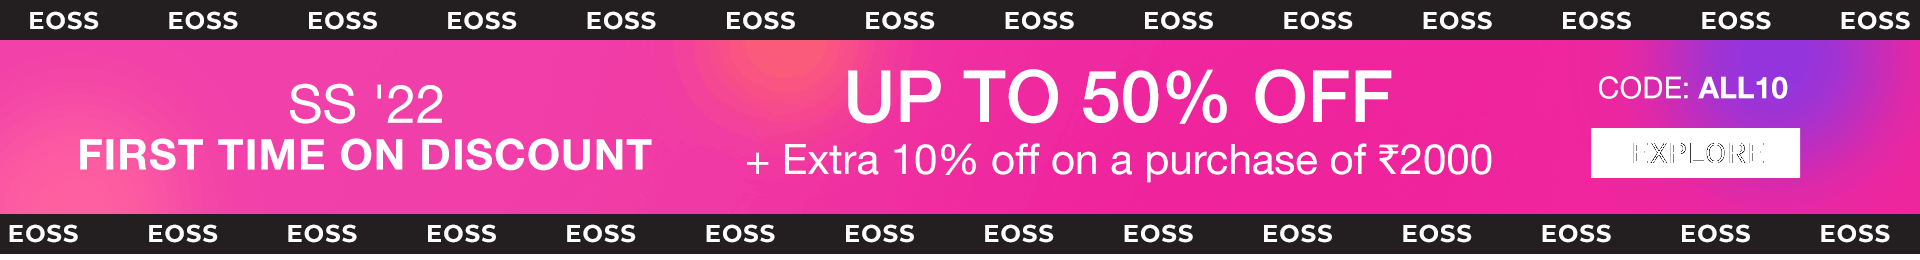 EOSS EOSS EOSS EOSS EOSS EOSS EOSS EOSS EOSS EOSS EOSS EOSS EOSS EOSS
SS '22
FIRST TIME ON DISCOUNT
UP TO 50% OFF
+ Extra 10% off on a purchase of ₹2000
CODE: ALL10
EXPLORE
EOSS EOSS EOSS EOSS EOSS EOSS EOSS EOSS EOSS EOSS EOSS EOSS EOSS EOSS